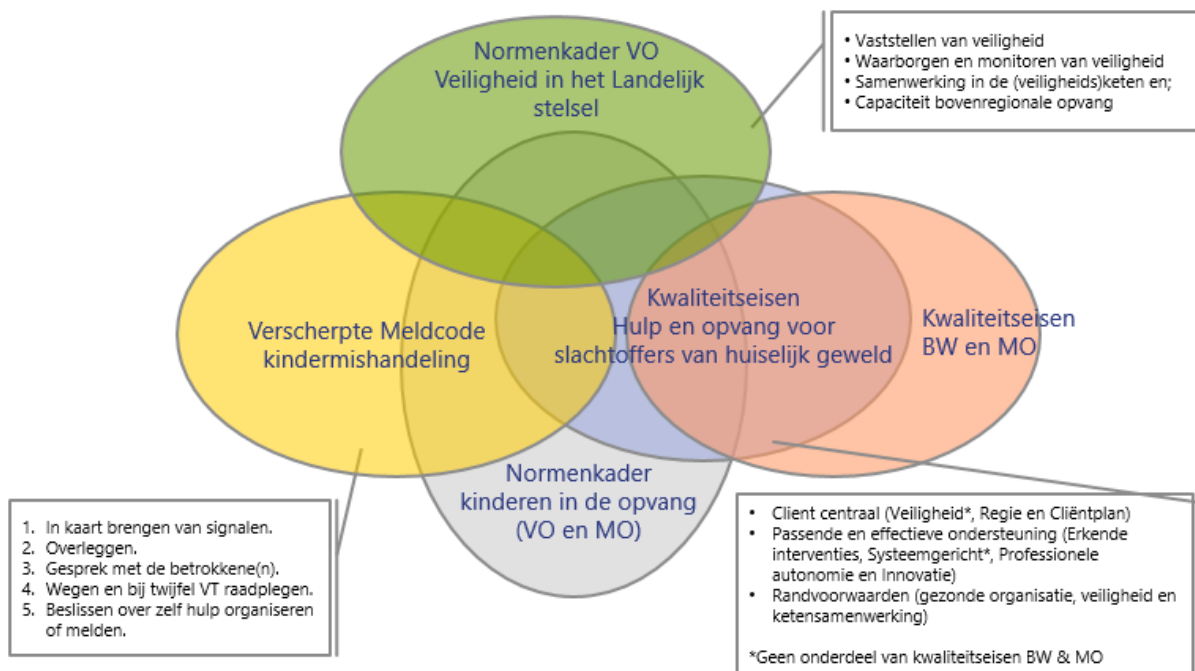 Normenkader VO
Veiligheid in het Landelijk
stelsel
• Vaststellen van veiligheid
• Waarborgen en monitoren van veiligheid
• Samenwerking in de (veiligheids)keten en;
• Capaciteit bovenregionale opvang
Verscherpte Meldcode
kindermishandeling
Kwaliteitseisen
Hulp en opvang voor
slachtoffers van huiselijk geweld
Kwaliteitseisen
BW en MO
Normenkader
kinderen in de opvang
(VO en MO)
1. In kaart brengen van signalen.
2. Overleggen.
3. Gesprek met de betrokkene(n).
4. Wegen en bij twijfel VT raadplegen.
5. Beslissen over zelf hulp organiseren
of melden.
• Client centraal (Veiligheid*, Regie en Cliëntplan)
• Passende en effectieve ondersteuning (Erkende
interventies, Systeemgericht*, Professionele
autonomie en Innovatie)
• Randvoorwaarden (gezonde organisatie, veiligheid en
ketensamenwerking)
*Geen onderdeel van kwaliteitseisen BW & MO